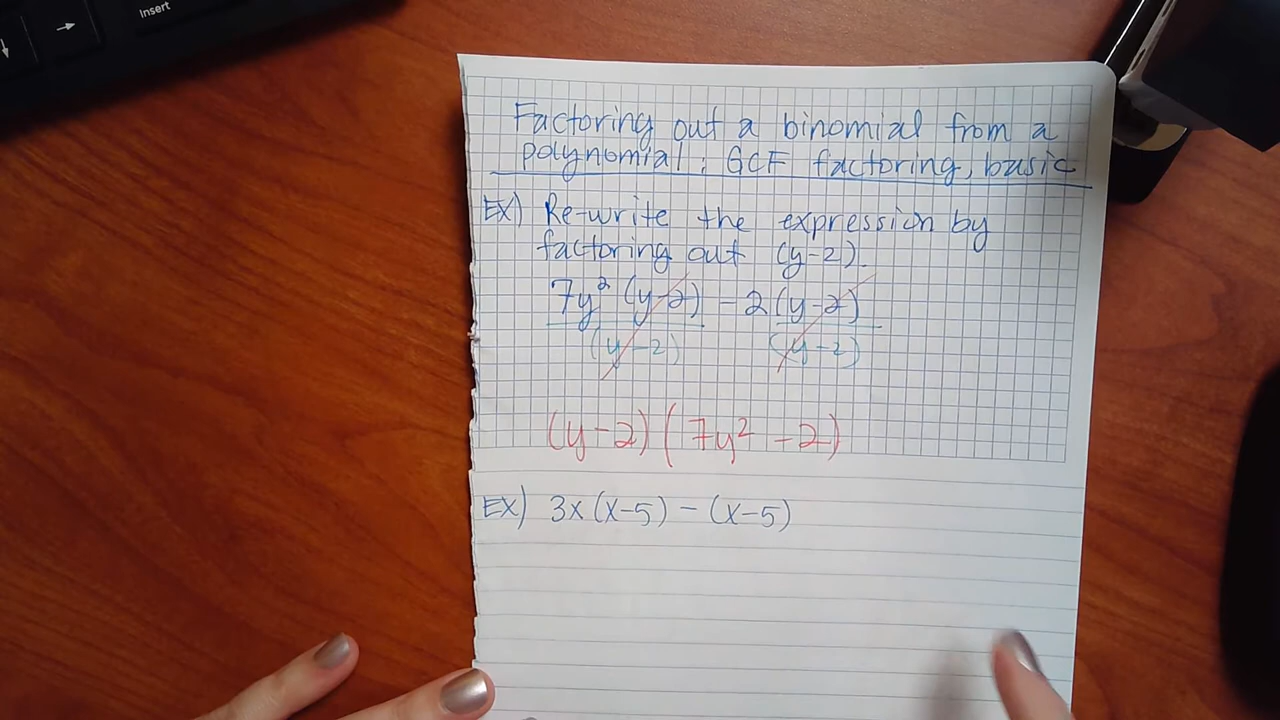 Insert
Factoring out a binomial from a
polynomial: GCF factoring, basic
EX) Re-write the expression by
factoring out (y-2).
7y² (y-2) - 2(y-2)
(y-2) (y-2)
(y-2)(7y² - 2)
EX) 3x(x-5) - (x-5)